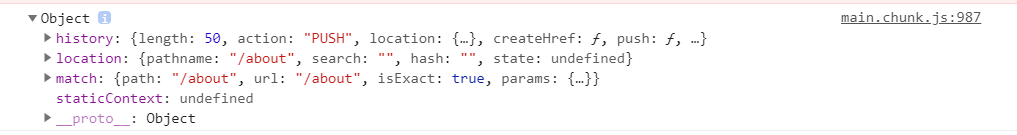 ▼Object i main.chunk.js:987
▶ history: {length: 50, action: "PUSH", location: {…}, createHref: ƒ, push: ƒ, …}
▶ location: {pathname: "/about", search: "", hash: "", state: undefined}
▶ match: {path: "/about", url: "/about", isExact: true, params: {…}}
staticContext: undefined
▶ __proto__: Object